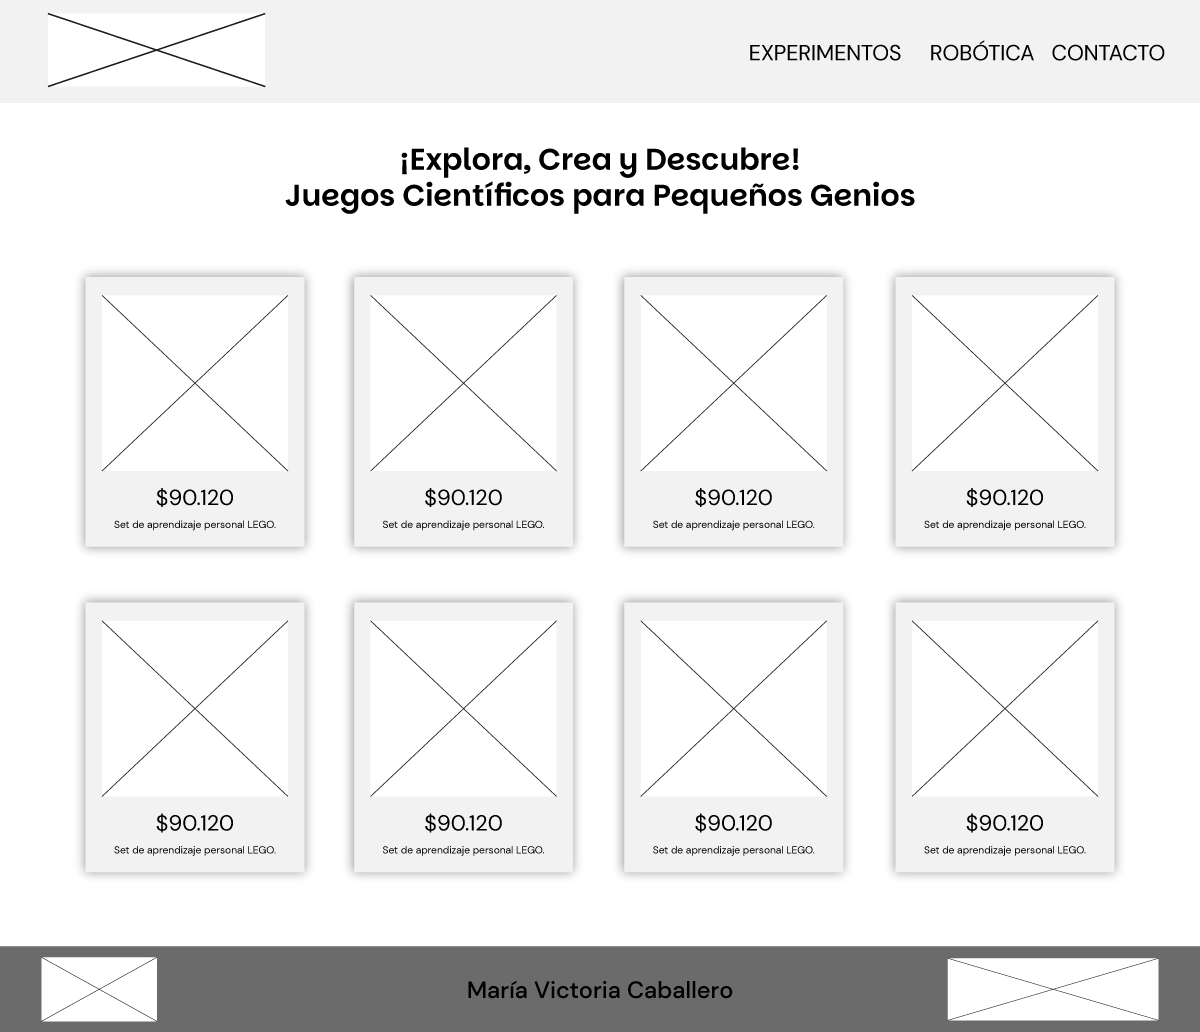 EXPERIMENTOS ROBÓTICA CONTACTO
¡Explora, Crea y Descubre!
Juegos Científicos para Pequeños Genios
$90.120 $90.120 $90.120 $90.120
Set de aprendizaje personal LEGO. Set de aprendizaje personal LEGO. Set de aprendizaje personal LEGO. Set de aprendizaje personal LEGO.
$90.120 $90.120 $90.120 $90.120
Set de aprendizaje personal LEGO. Set de aprendizaje personal LEGO. Set de aprendizaje personal LEGO. Set de aprendizaje personal LEGO.
María Victoria Caballero